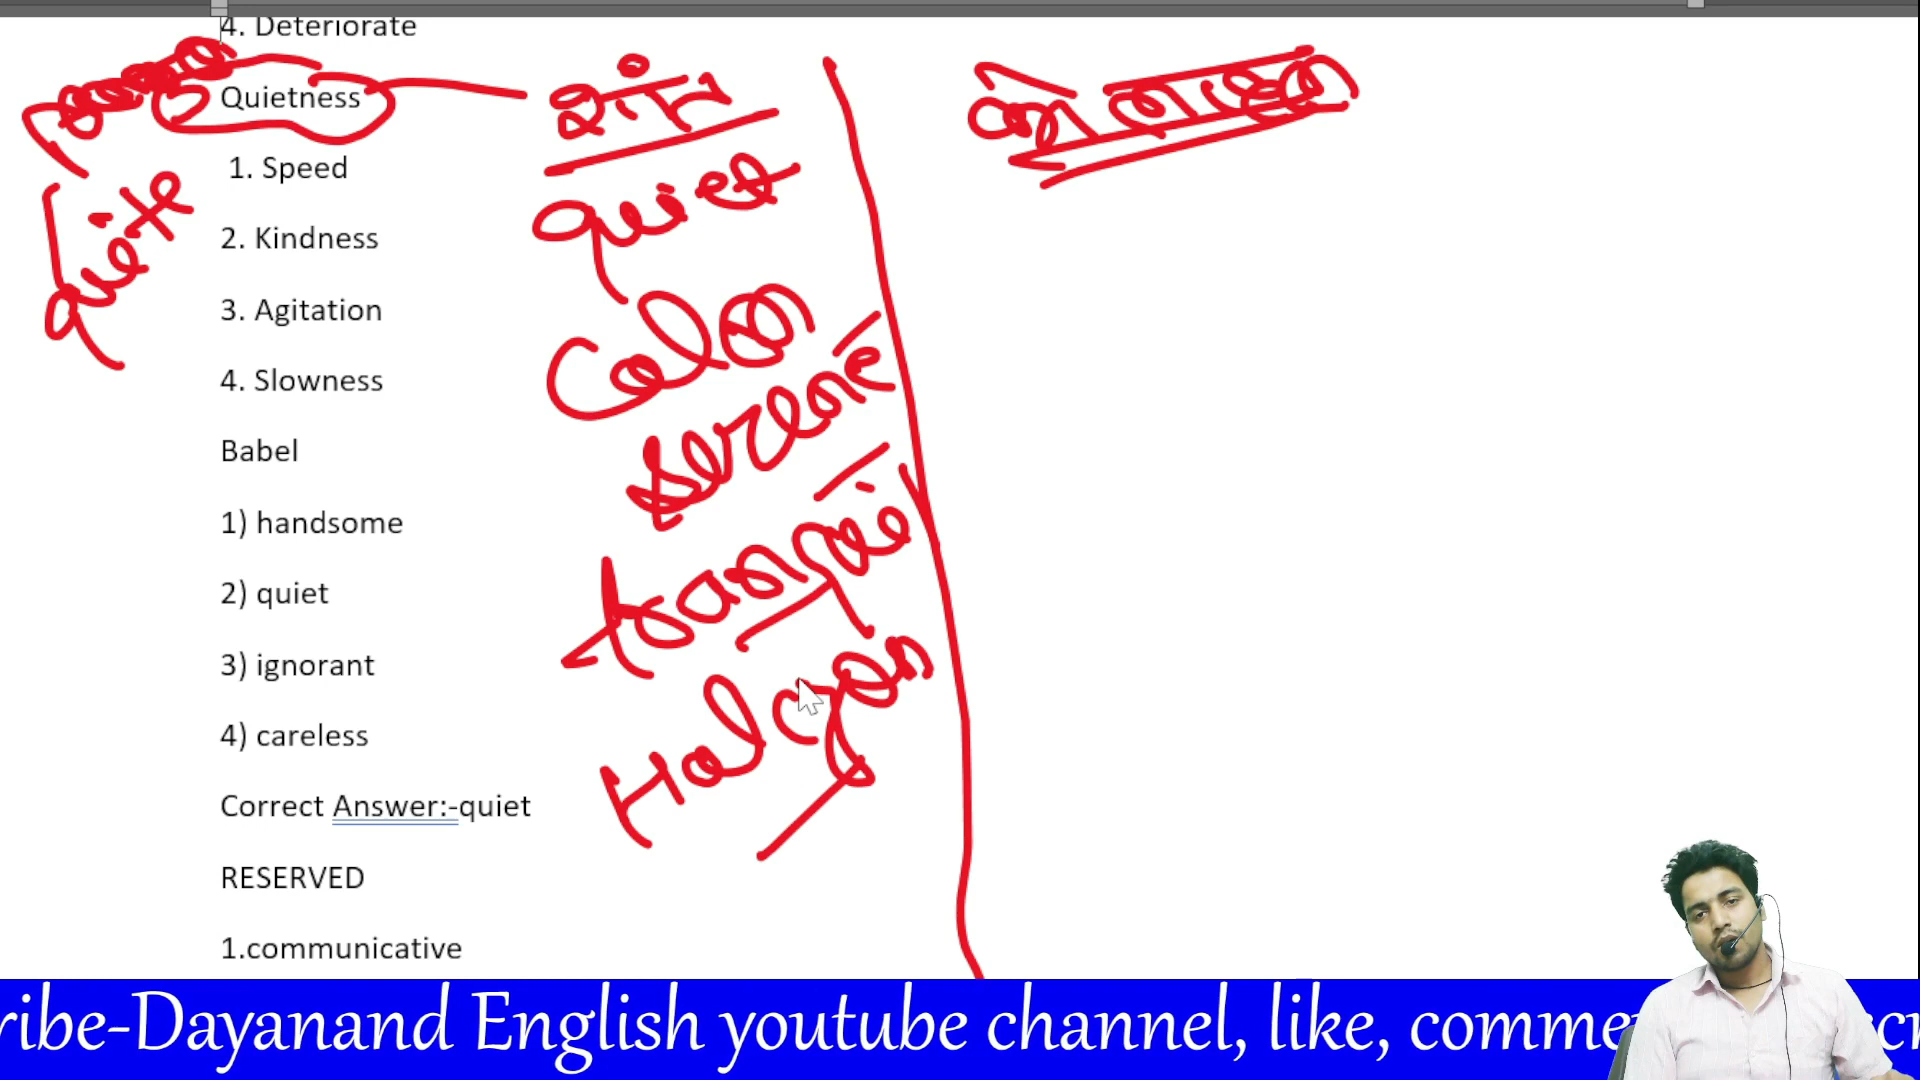 4. Deteriorate
Quietness
1. Speed
2. Kindness
3. Agitation
4. Slowness
Babel
1) handsome
2) quiet
3) ignorant
4) careless
Correct Answer:-quiet
RESERVED
1.communicative
quite
शांत
quiet
Calm
serene
Halcyon
ribe-Dayanand English youtube channel, like, comme